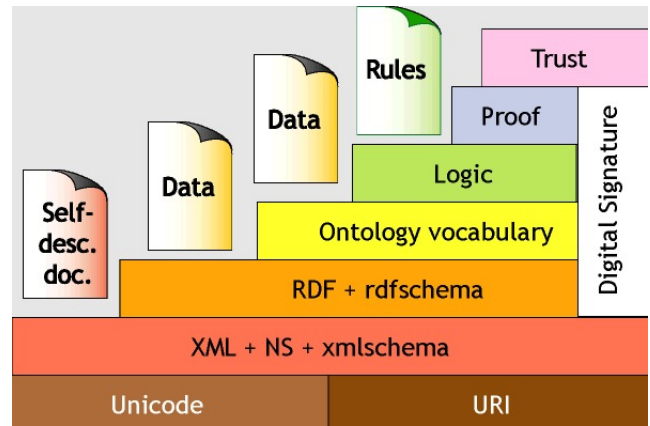 Trust
Rules
Proof
Data
Logic
Data
Self-
desc.
doc.
Ontology vocabulary
Digital Signature
RDF + rdfschema
XML + NS + xmlschema
Unicode
URI